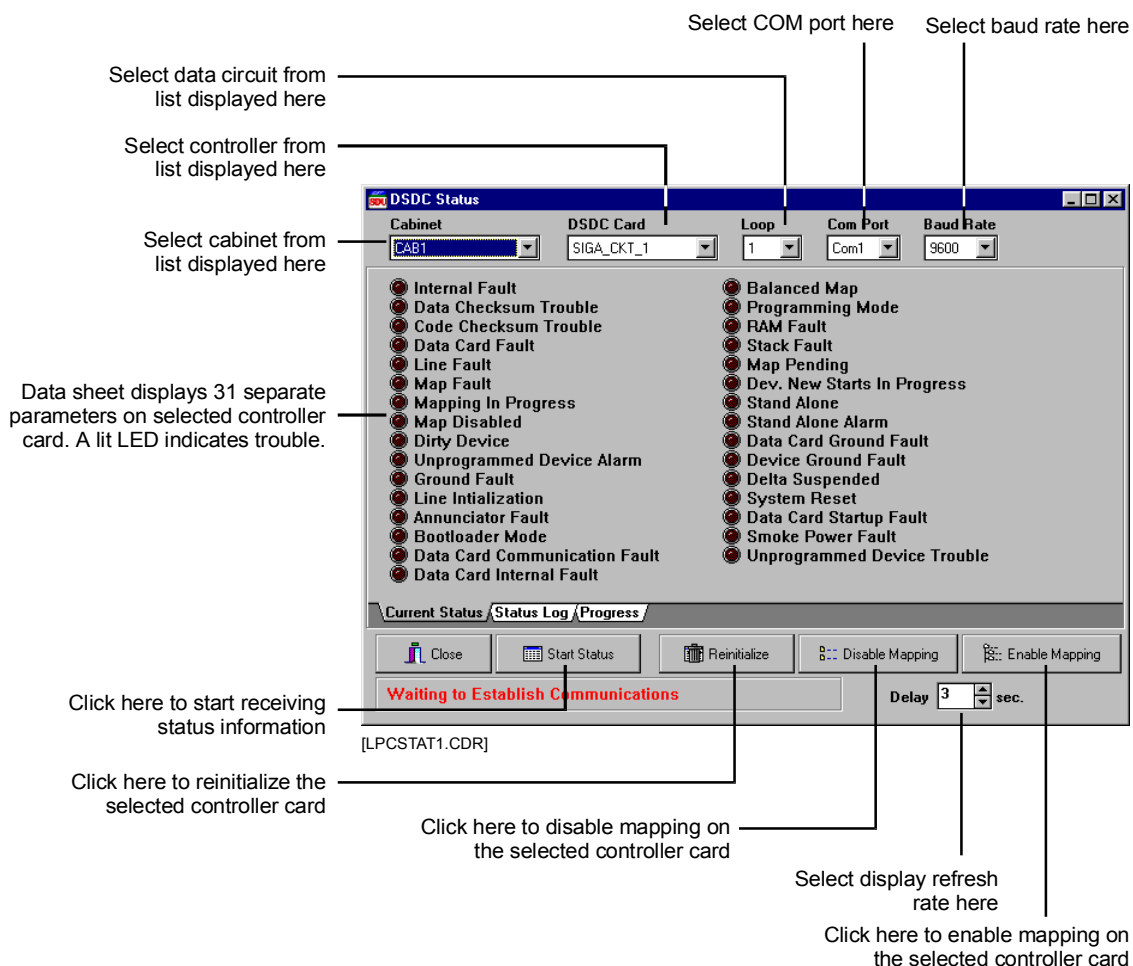 Select COM port here
Select baud rate here
Select data circuit from
list displayed here
Select controller from
list displayed here
Select cabinet from
list displayed here
SDU
DSDC Status
Cabinet
DSDC Card
Loop
Com Port
Baud Rate
CAB1
SIGA_CKT_1
1
Com1
9600
Data sheet displays 31 separate
parameters on selected controller
card. A lit LED indicates trouble.
Internal Fault
Data Checksum Trouble
Code Checksum Trouble
Data Card Fault
Line Fault
Map Fault
Mapping In Progress
Map Disabled
Dirty Device
Unprogrammed Device Alarm
Ground Fault
Line Intialization
Annunciator Fault
Bootloader Mode
Data Card Communication Fault
Data Card Internal Fault
Balanced Map
Programming Mode
RAM Fault
Stack Fault
Map Pending
Dev. New Starts In Progress
Stand Alone
Stand Alone Alarm
Data Card Ground Fault
Device Ground Fault
Delta Suspended
System Reset
Data Card Startup Fault
Smoke Power Fault
Unprogrammed Device Trouble
Current Status
Status Log
Progress
Close
Start Status
Reinitialize
Disable Mapping
Enable Mapping
Waiting to Establish Communications
Delay 3 sec.
Click here to start receiving
status information
[LPCSTAT1.CDR]
Click here to reinitialize the
selected controller card
Click here to disable mapping on
the selected controller card
Select display refresh
rate here
Click here to enable mapping on
the selected controller card